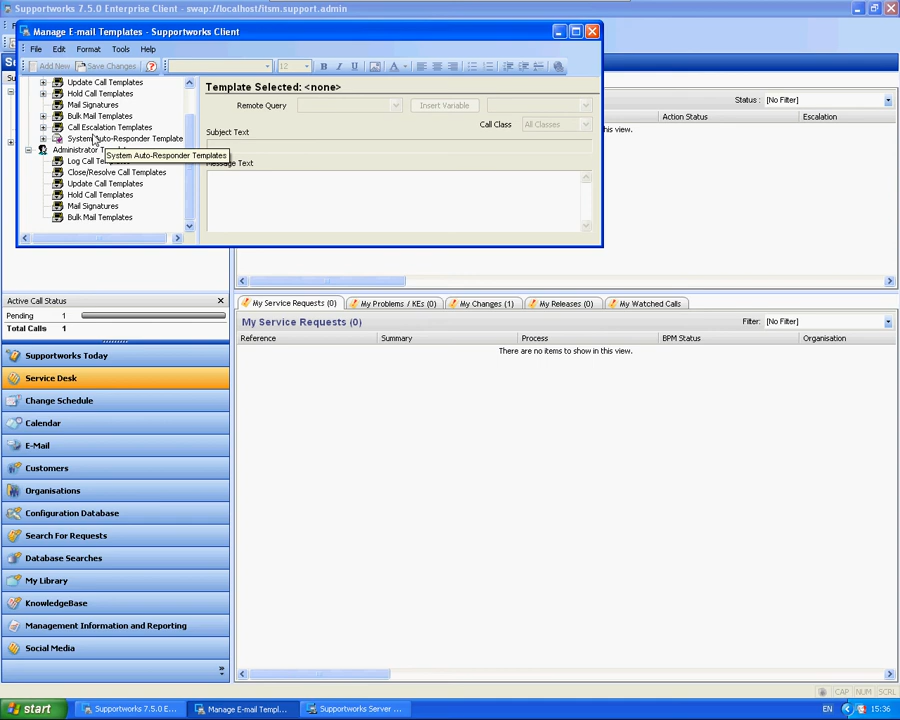 Supportworks 7.5.0 Enterprise Client - swap://localhost/itsm.support.admin
Manage E-mail Templates - Supportworks Client
File Edit Format Tools Help
Add New Save Changes 12 B I U A
Update Call Templates
Hold Call Templates
Mail Signatures
Bulk Mail Templates
Call Escalation Templates
System Auto-Responder Template
Administrator
System Auto-Responder Templates
Log Call
Close/Resolve Call Templates
Update Call Templates
Hold Call Templates
Mail Signatures
Bulk Mail Templates
Template Selected: <none>
Remote Query Insert Variable
Call Class All Classes
Subject Text
Message Text
Status : [No Filter]
Action Status Escalation
his view.
Active Call Status
Pending 1
Total Calls 1
Supportworks Today
Service Desk
Change Schedule
Calendar
E-Mail
Customers
Organisations
Configuration Database
Search For Requests
Database Searches
My Library
KnowledgeBase
Management Information and Reporting
Social Media
My Service Requests (0) My Problems / KEs (0) My Changes (1) My Releases (0) My Watched Calls
My Service Requests (0) Filter: [No Filter]
Reference Summary Process BPM Status Organisation
There are no items to show in this view.
CAP NUM SCRL
start Supportworks 7.5.0 E... Manage E-mail Templ... Supportworks Server ... EN 15:36